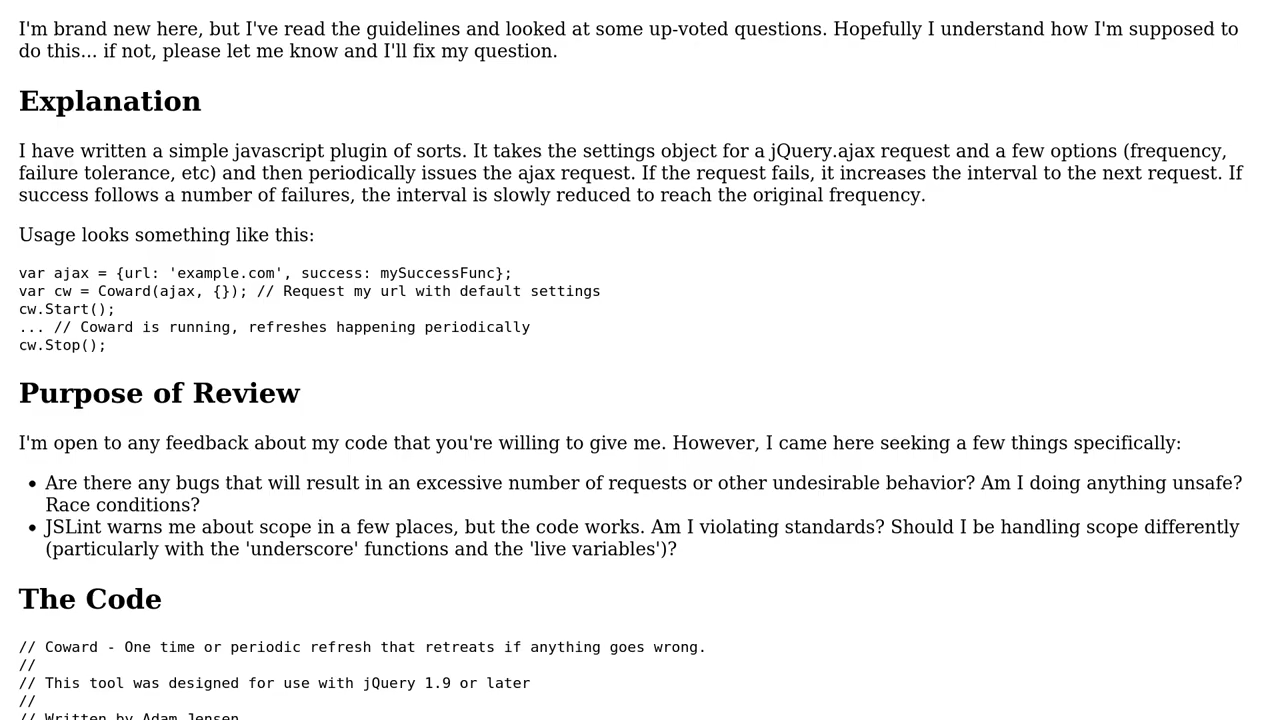 I'm brand new here, but I've read the guidelines and looked at some up-voted questions. Hopefully I understand how I'm supposed to
do this... if not, please let me know and I'll fix my question.
Explanation
I have written a simple javascript plugin of sorts. It takes the settings object for a jQuery.ajax request and a few options (frequency,
failure tolerance, etc) and then periodically issues the ajax request. If the request fails, it increases the interval to the next request. If
success follows a number of failures, the interval is slowly reduced to reach the original frequency.
Usage looks something like this:
var ajax = {url: 'example.com', success: mySuccessFunc};
var cw = Coward(ajax, {}); // Request my url with default settings
cw.Start();
... // Coward is running, refreshes happening periodically
cw.Stop();
Purpose of Review
I'm open to any feedback about my code that you're willing to give me. However, I came here seeking a few things specifically:
• Are there any bugs that will result in an excessive number of requests or other undesirable behavior? Am I doing anything unsafe?
Race conditions?
• JSLint warns me about scope in a few places, but the code works. Am I violating standards? Should I be handling scope differently
(particularly with the 'underscore' functions and the 'live variables')?
The Code
// Coward - One time or periodic refresh that retreats if anything goes wrong.
//
// This tool was designed for use with jQuery 1.9 or later
//
// Written by Adam Jensen